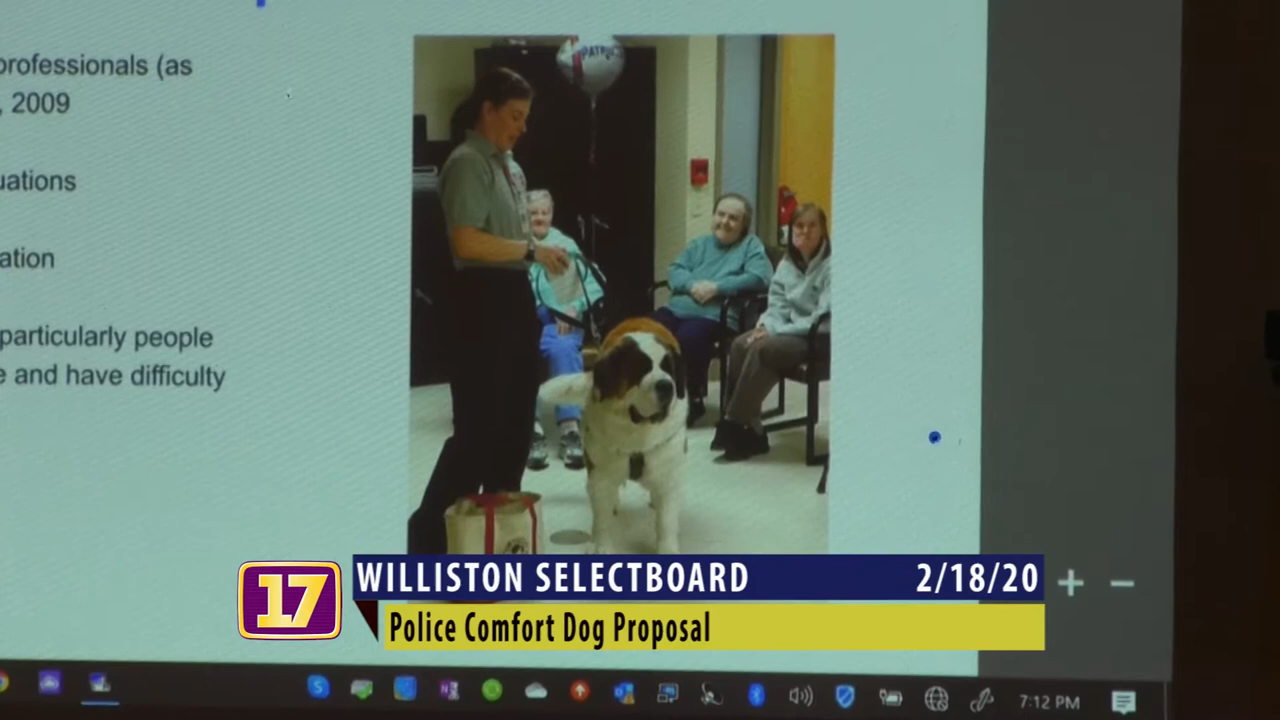 professionals (as
, 2009
uations
ation
particularly people
e and have difficulty
PATRIOTS
17
WILLISTON SELECTBOARD
2/18/20
Police Comfort Dog Proposal
7:12 PM